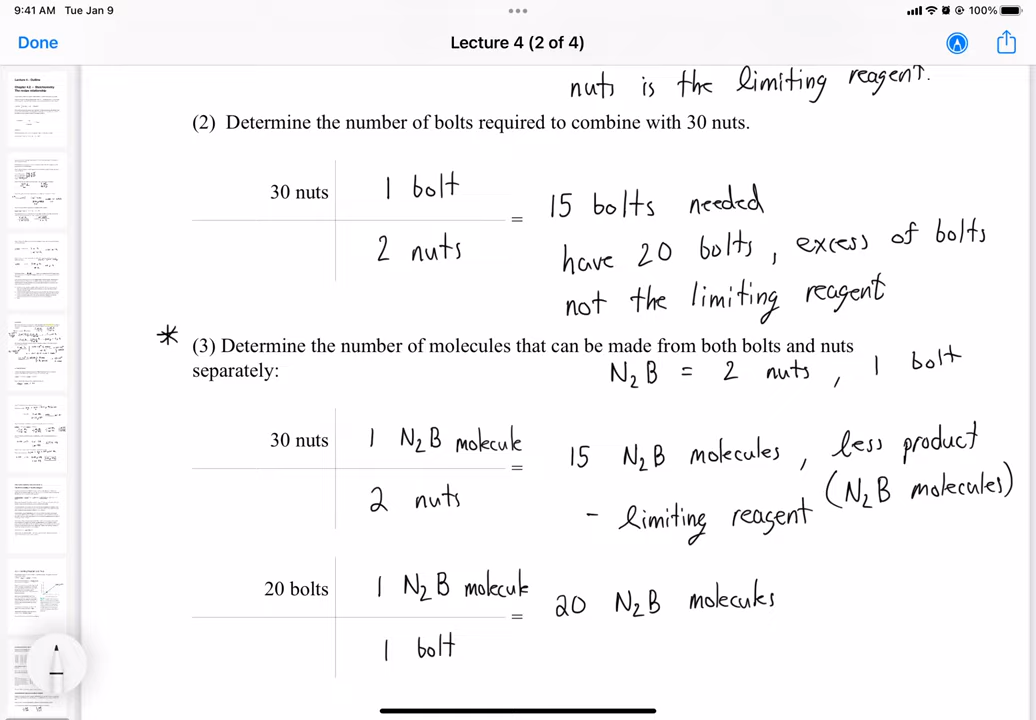 9:41 AM Tue Jan 9
100%
Done
Lecture 4 (2 of 4)
nuts is the limiting reagent.
(2) Determine the number of bolts required to combine with 30 nuts.
30 nuts 1 bolt
= 15 bolts needed
2 nuts have 20 bolts, excess of bolts
not the limiting reagent
* (3) Determine the number of molecules that can be made from both bolts and nuts
separately: N₂B = 2 nuts, 1 bolt
30 nuts 1 N₂B molecule
= 15 N₂B molecules, less product
2 nuts - limiting reagent (N₂B molecules)
20 bolts 1 N₂B molecule
= 20 N₂B molecules
1 bolt